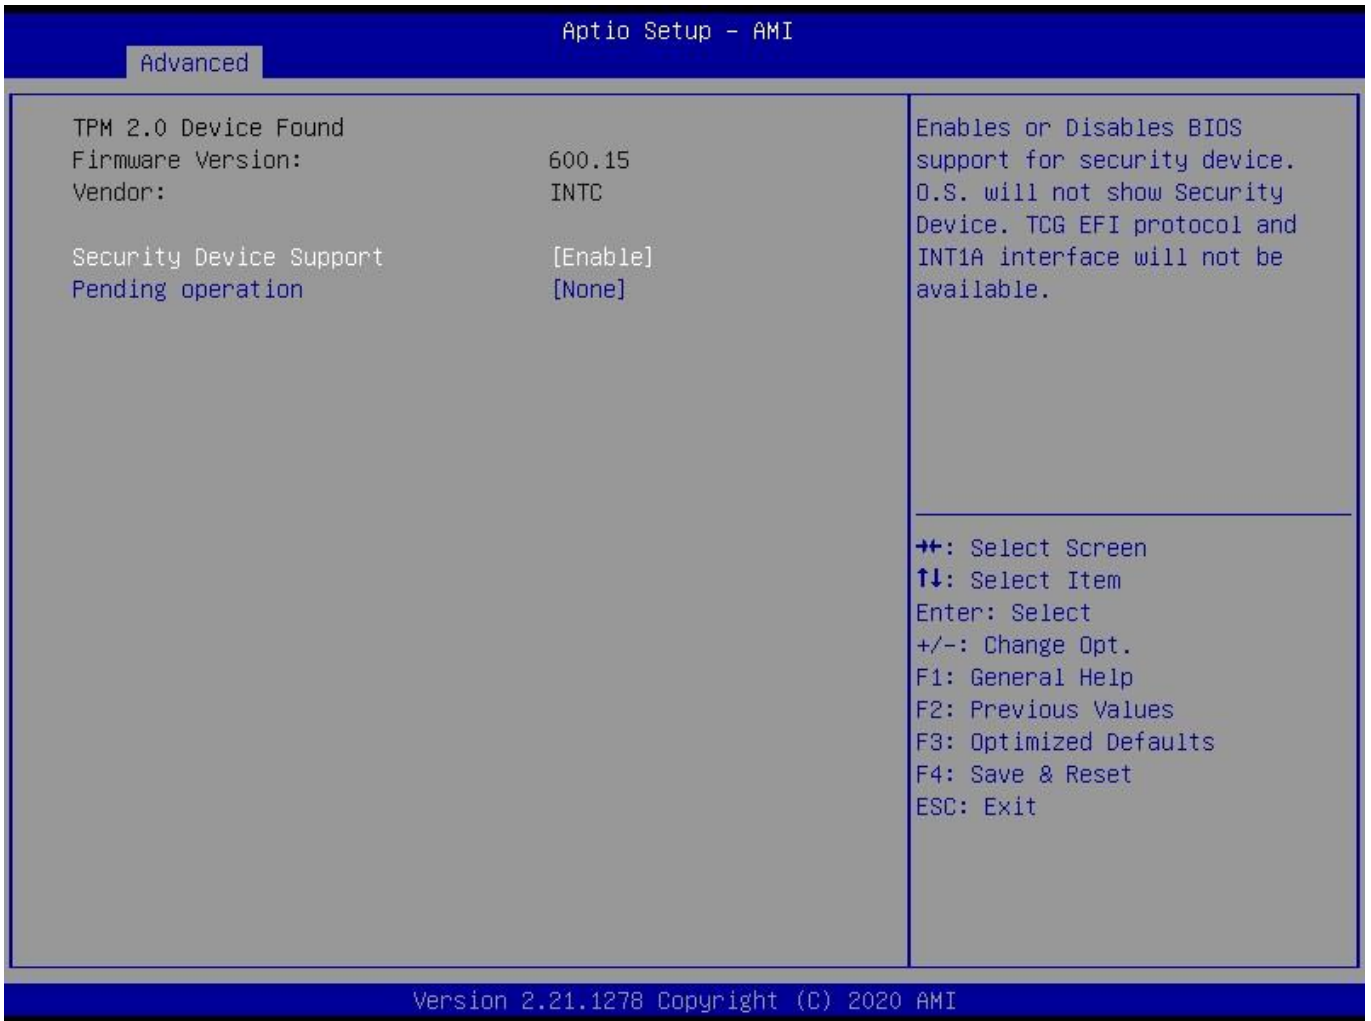 Aptio Setup – AMI
Advanced
TPM 2.0 Device Found
Firmware Version: 600.15
Vendor: INTC
Security Device Support [Enable]
Pending operation [None]
Enables or Disables BIOS
support for security device.
O.S. will not show Security
Device. TCG EFI protocol and
INT1A interface will not be
available.
→←: Select Screen
↑↓: Select Item
Enter: Select
+/-: Change Opt.
F1: General Help
F2: Previous Values
F3: Optimized Defaults
F4: Save & Reset
ESC: Exit
Version 2.21.1278 Copyright (C) 2020 AMI